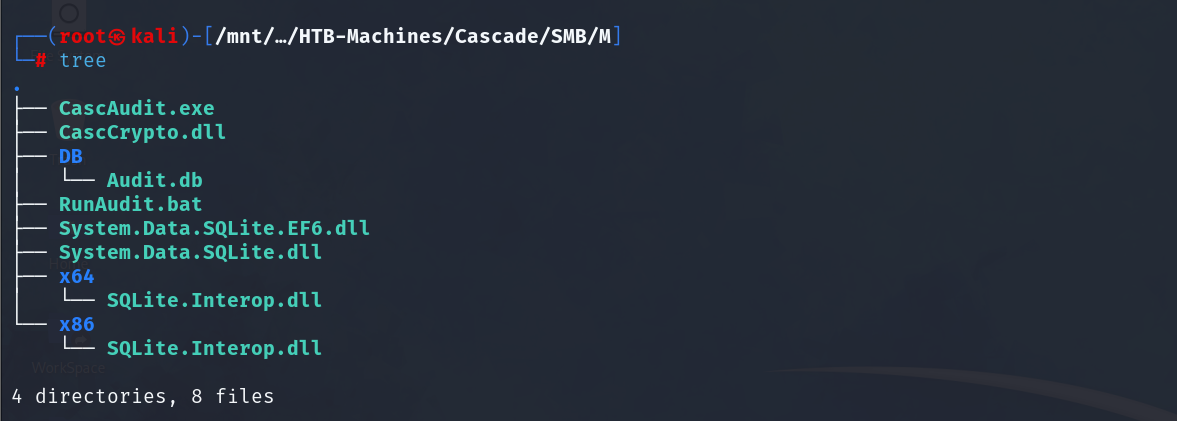 ┌──(root㉿kali)-[/mnt/…/HTB-Machines/Cascade/SMB/M]
└─# tree
.
├── CascAudit.exe
├── CascCrypto.dll
├── DB
│   └── Audit.db
├── RunAudit.bat
├── System.Data.SQLite.EF6.dll
├── System.Data.SQLite.dll
├── x64
│   └── SQLite.Interop.dll
└── x86
    └── SQLite.Interop.dll
WorkSpace
4 directories, 8 files